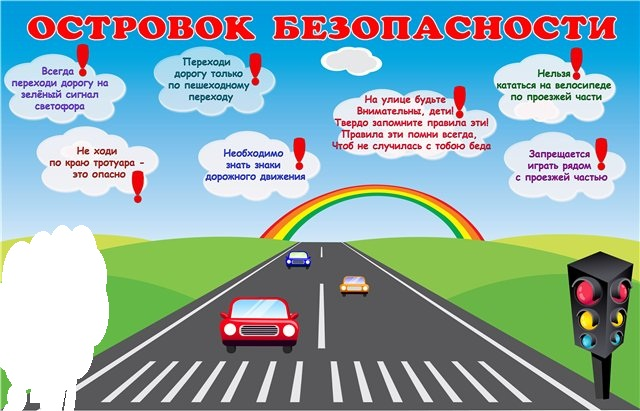 ОСТРОВОК БЕЗОПАСНОСТИ
Всегда
переходи дорогу на
зелёный сигнал
светофора
Переходи
дорогу только
по пешеходному
переходу
Нельзя
кататься на велосипеде
по проезжей части
На улице будьте
Внимательны, дети!
Твердо запомните правила эти!
Правила эти помни всегда,
Чтоб не случилась с тобою беда
Не ходи
по краю тротуара -
это опасно
Необходимо
знать знаки
дорожного движения
Запрещается
играть рядом
с проезжей частью